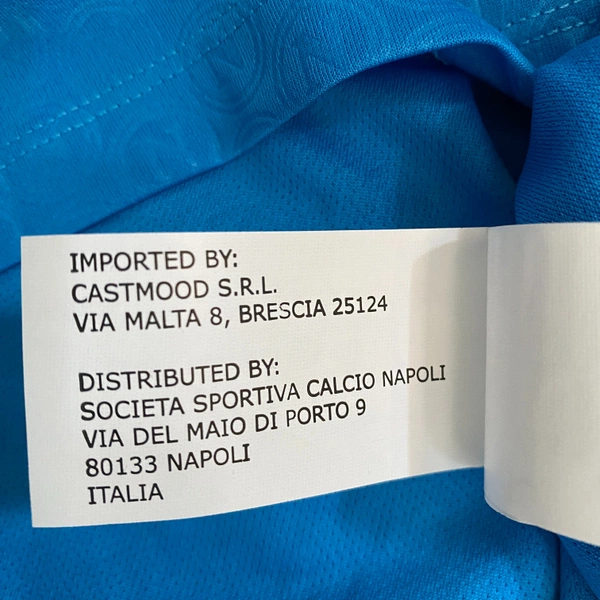 IMPORTED BY:
CASTMOOD S.R.L.
VIA MALTA 8, BRESCIA 25124
DISTRIBUTED BY:
SOCIETA SPORTIVA CALCIO NAPOLI
VIA DEL MAIO DI PORTO 9
80133 NAPOLI
ITALIA